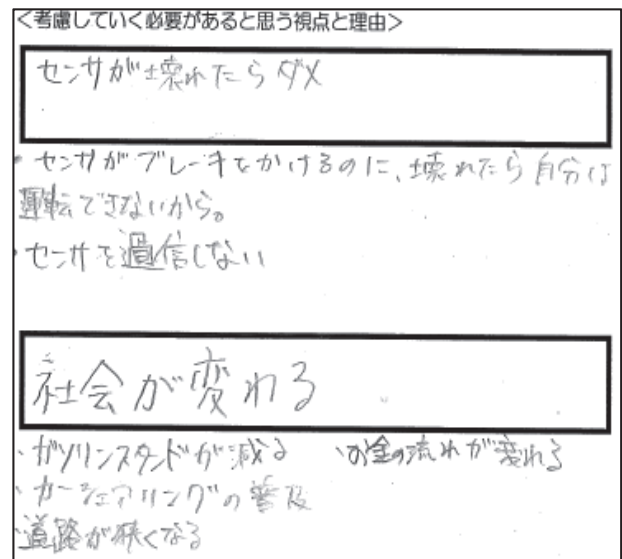 <考慮していく必要があると思う視点と理由>
センサが壊れたらダメ
・センサがブレーキをかけるのに、壊れたら自分は
運転できないから。
・センサを過信しない
社会が変わる
・ガソリンスタンドが減る ・お金の流れが変わる
・カーシェアリングの普及
・道路が狭くなる